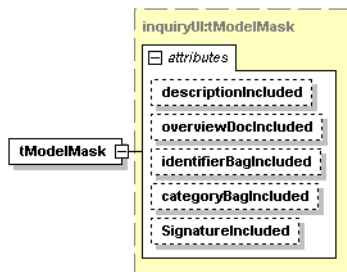 inquiryUI:tModelMask
attributes
descriptionIncluded
overviewDocIncluded
tModelMask
identifierBagIncluded
categoryBagIncluded
SignatureIncluded